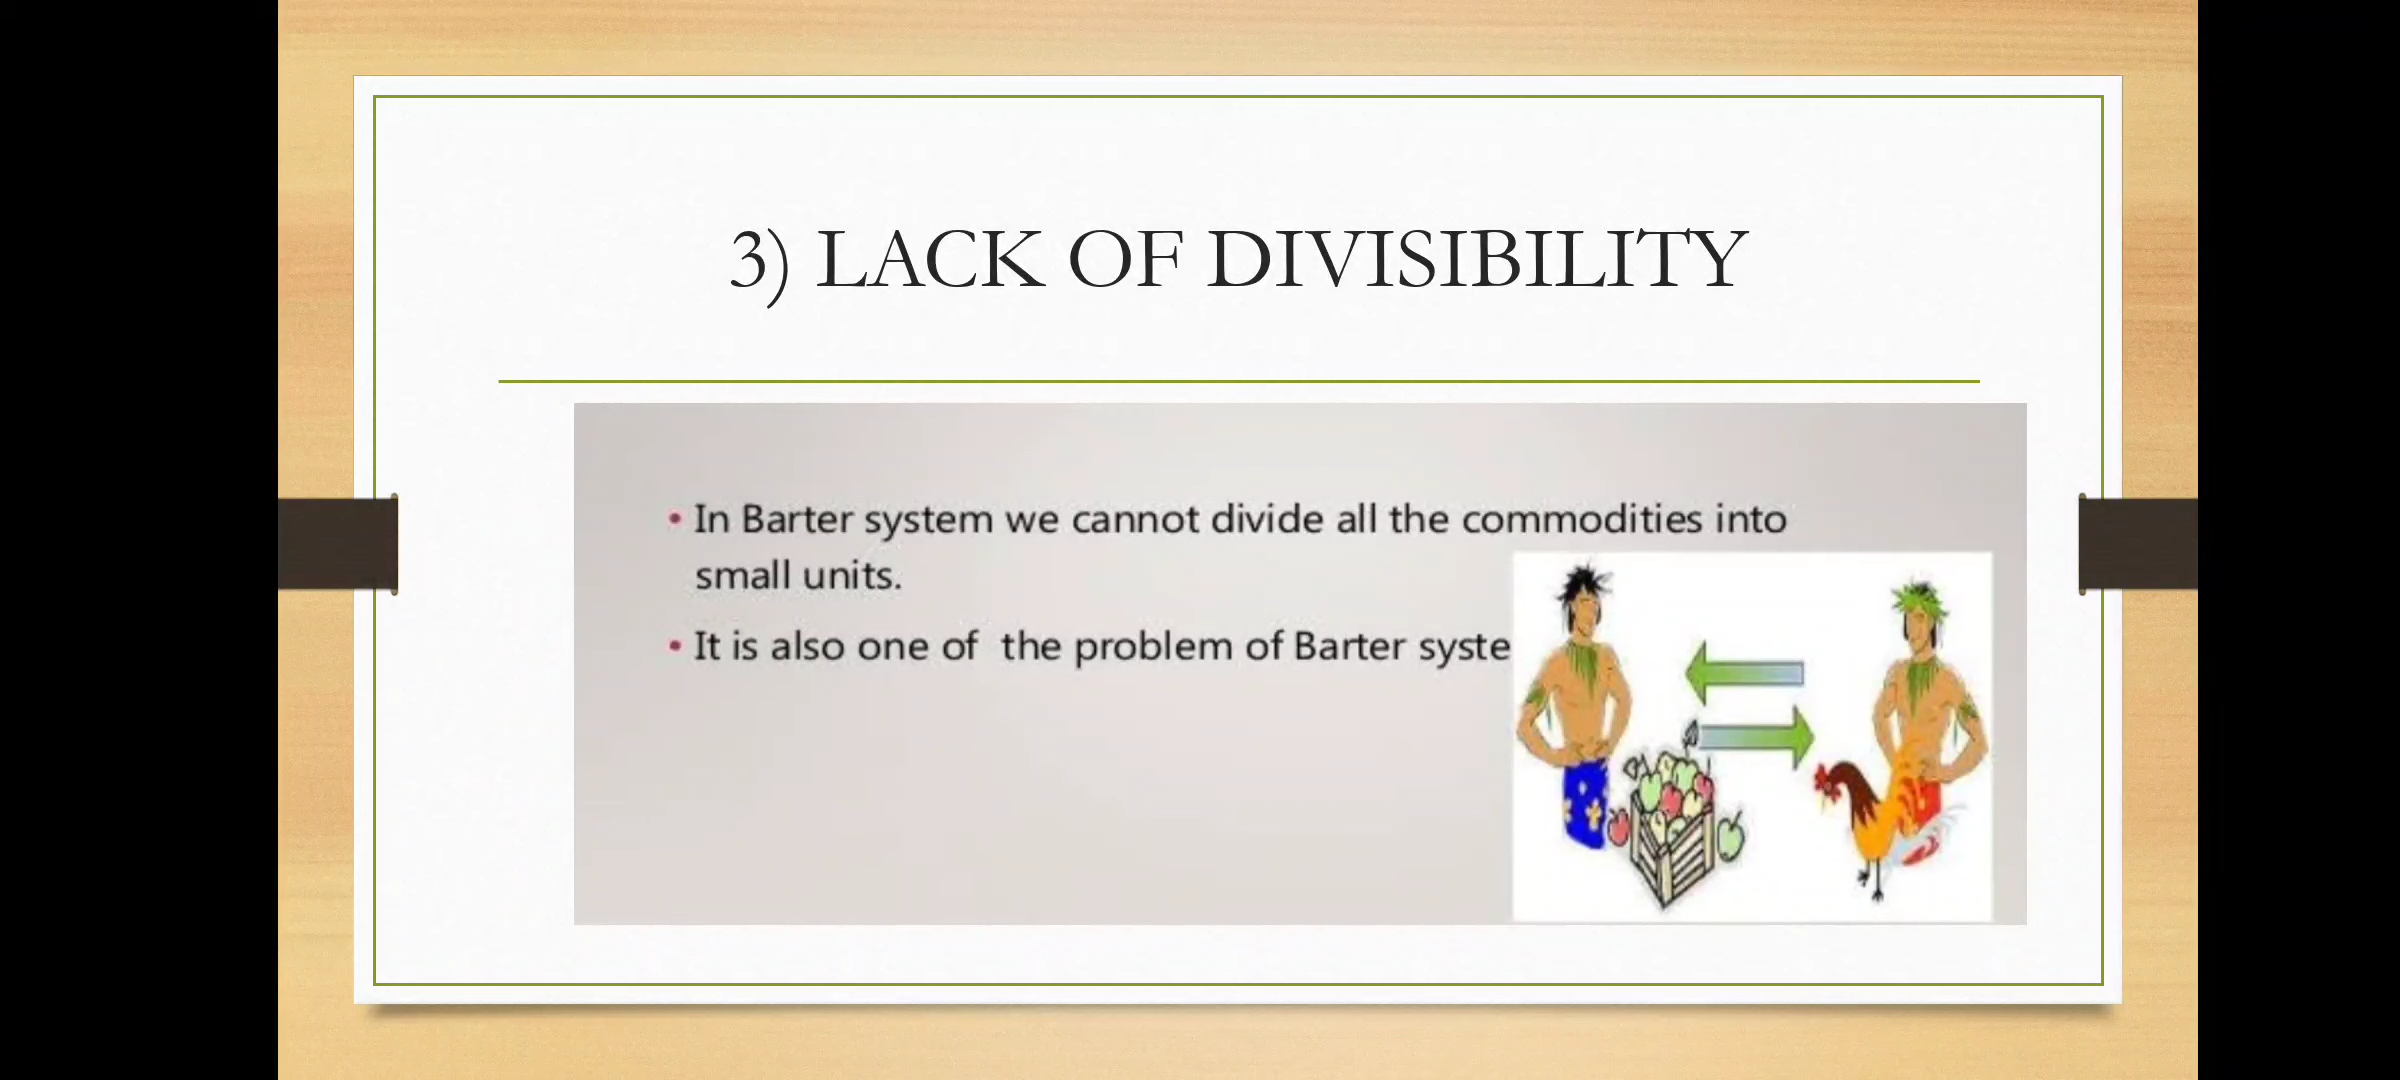 3) LACK OF DIVISIBILITY
• In Barter system we cannot divide all the commodities into
small units.
• It is also one of the problem of Barter syste